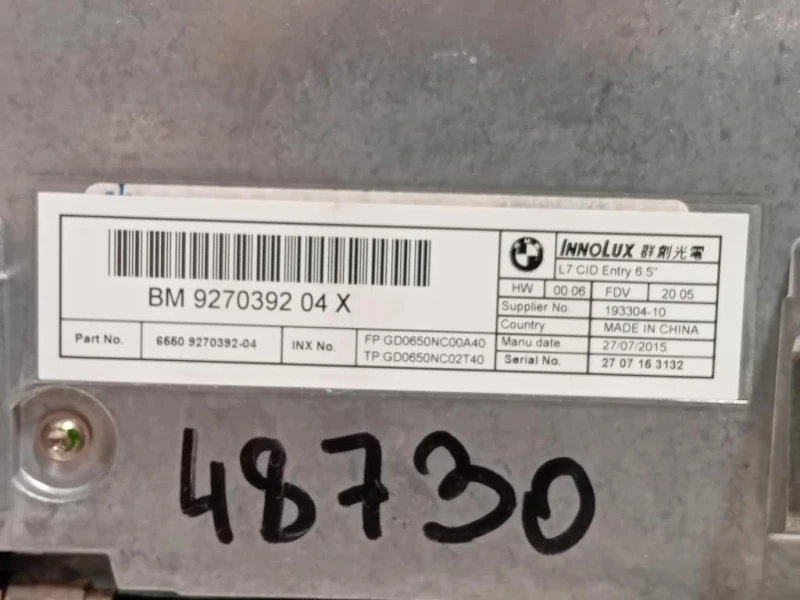 BM 9270392 04 X
Part No. 6550 9270392-04 INX No. FP GD0650NC00A40
TP GD0650NC02T40
INNOLUX 群創光電
L7 CID Entry 6.5"
HW 00 06 FDV 20 05
Supplier No. 193304-10
Country MADE IN CHINA
Manu date 27/07/2015
Serial No. 27 07 15 3132
48730